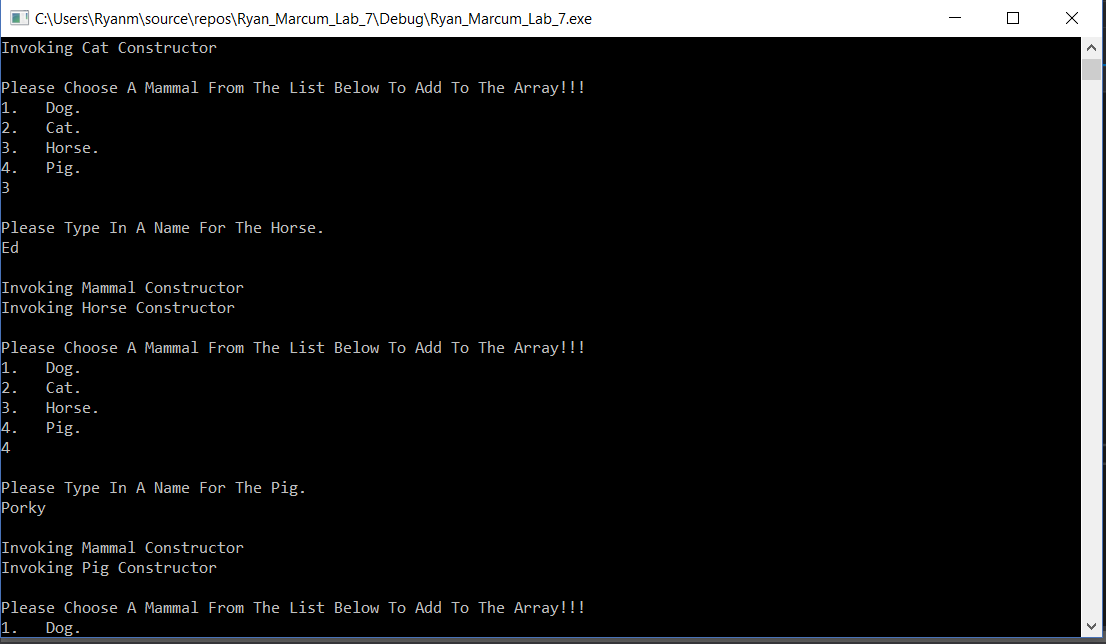 C:\Users\Ryanm\source\repos\Ryan_Marcum_Lab_7\Debug\Ryan_Marcum_Lab_7.exe
Invoking Cat Constructor
Please Choose A Mammal From The List Below To Add To The Array!!!
1.   Dog.
2.   Cat.
3.   Horse.
4.   Pig.
3
Please Type In A Name For The Horse.
Ed
Invoking Mammal Constructor
Invoking Horse Constructor
Please Choose A Mammal From The List Below To Add To The Array!!!
1.   Dog.
2.   Cat.
3.   Horse.
4.   Pig.
4
Please Type In A Name For The Pig.
Porky
Invoking Mammal Constructor
Invoking Pig Constructor
Please Choose A Mammal From The List Below To Add To The Array!!!
1.   Dog.